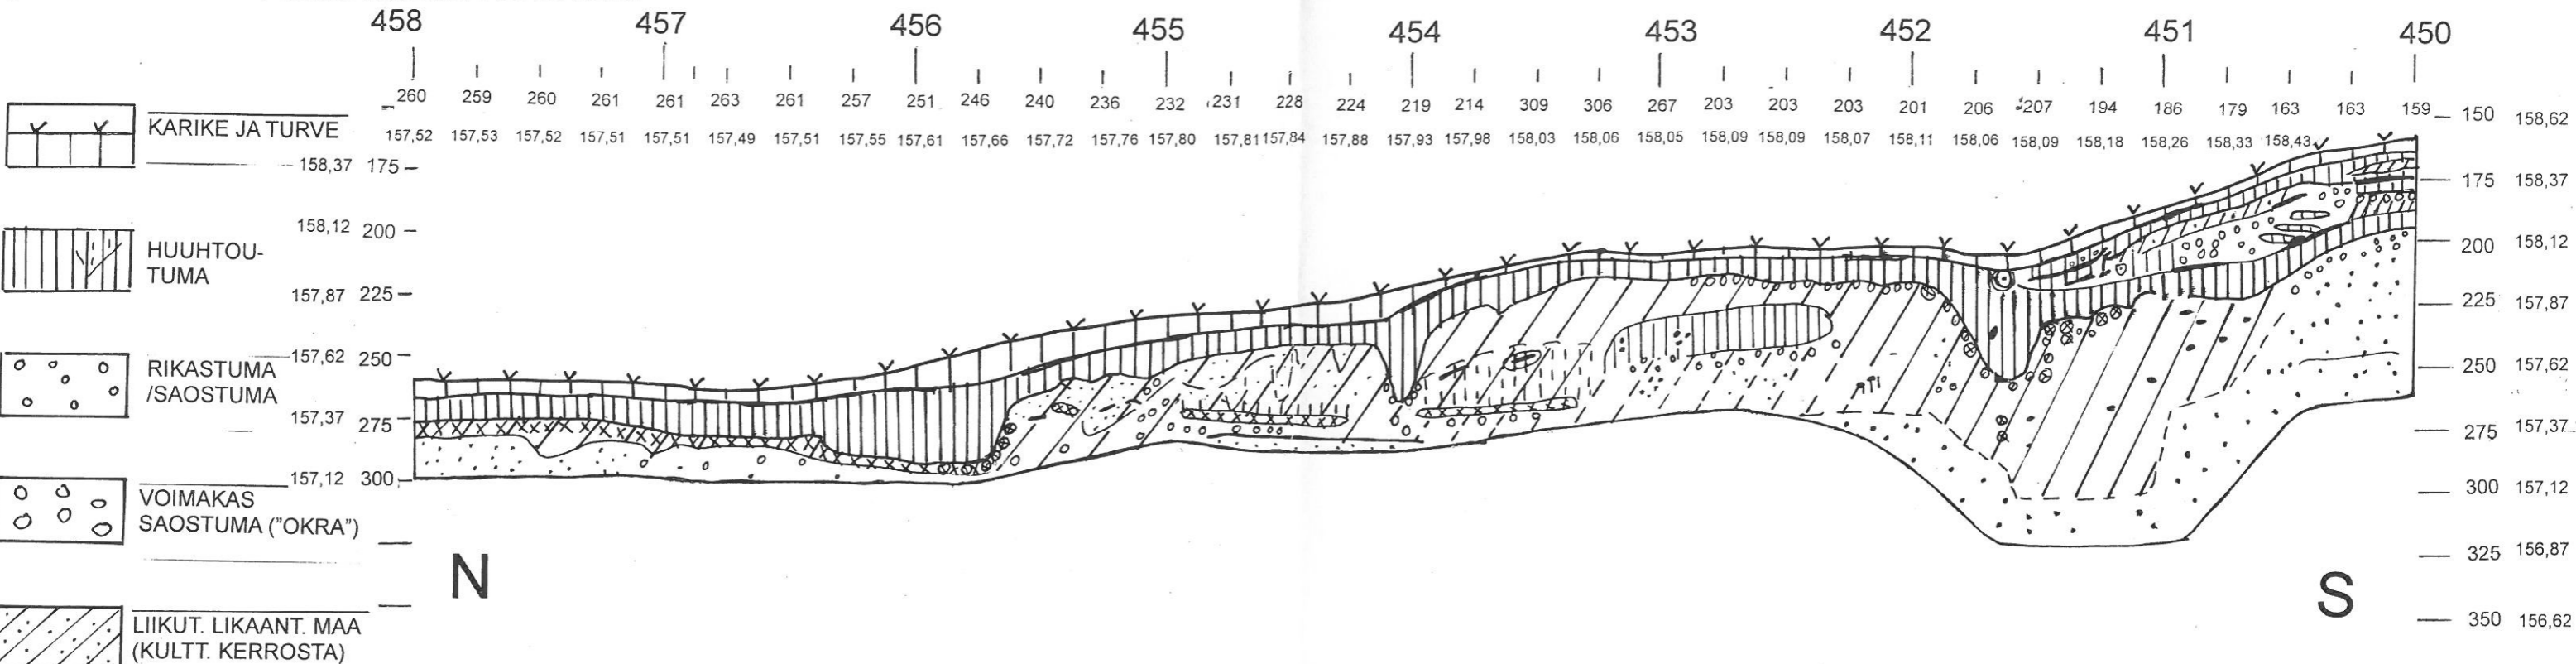 458 457 456 455 454 453 452 451 450
260 259 260 261 261 263 261 257 251 246 240 236 232 231 228 224 219 214 309 306 267 203 203 203 201 206 207 194 186 179 163 163 159 150 158,62
157,52 157,53 157,52 157,51 157,51 157,49 157,51 157,55 157,61 157,66 157,72 157,76 157,80 157,81 157,84 157,88 157,93 157,98 158,03 158,06 158,05 158,09 158,09 158,07 158,11 158,06 158,09 158,18 158,26 158,33 158,43
KARIKE JA TURVE
158,37 175 175 158,37
158,12 200 200 158,12
HUUHTOU-
TUMA
157,87 225 225 157,87
157,62 250 250 157,62
RIKASTUMA
/SAOSTUMA
157,37 275 275 157,37
157,12 300 300 157,12
VOIMAKAS
SAOSTUMA ("OKRA")
325 156,87
N S
350 156,62
LIIKUT. LIKAANT. MAA
(KULTT. KERROSTA)